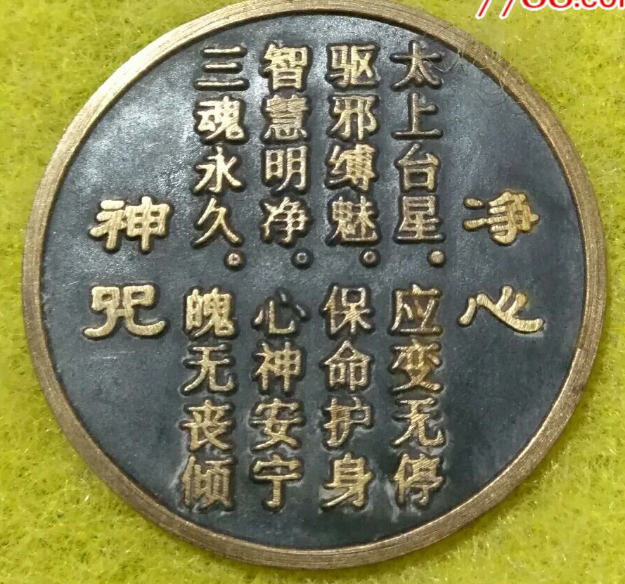 净心
太上台星。应变无停
驱邪缚魅。保命护身
智慧明净。心神安宁
三魂永久。魄无丧倾
神咒